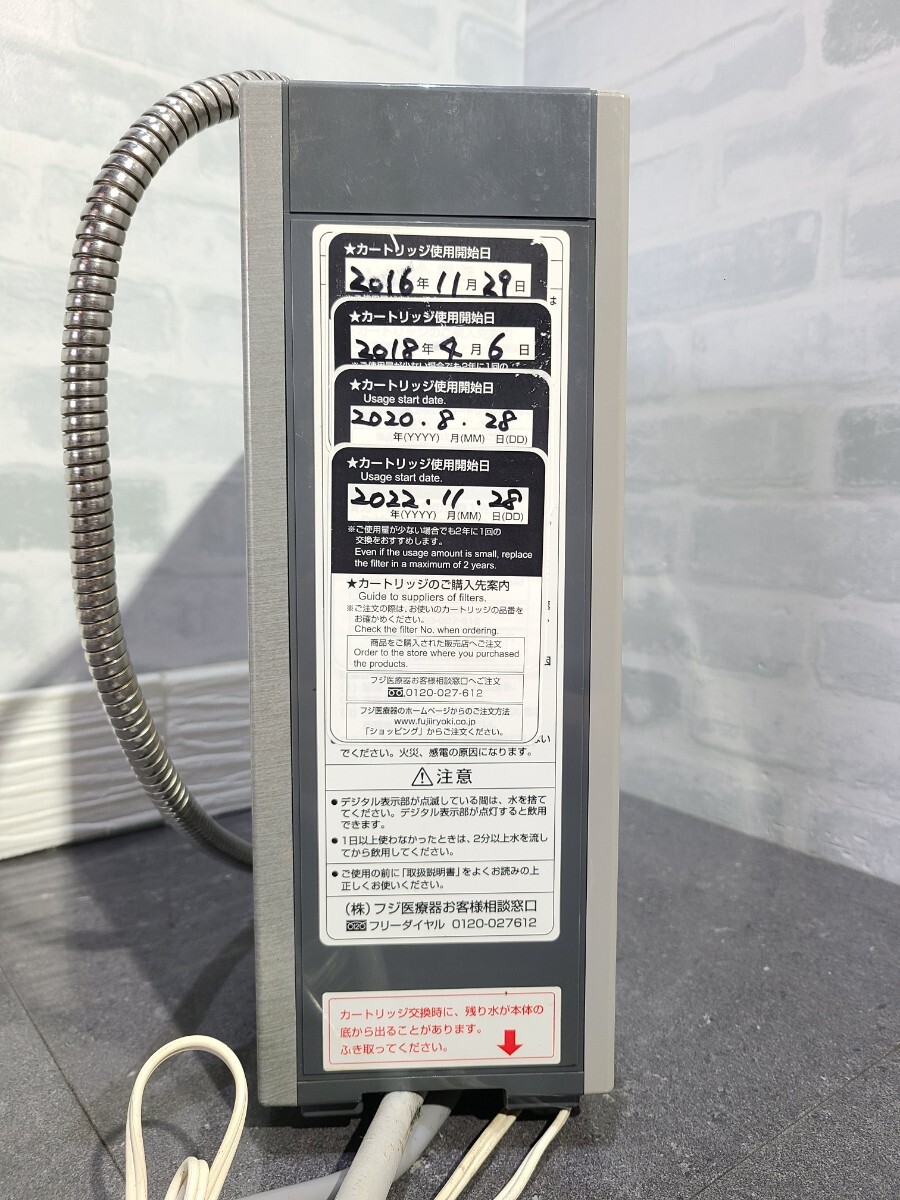 ★カートリッジ使用開始日
2016年11月29日
は
★カートリッジ使用開始日
2018年4月6日
※ご使用量が少ない場合でも2年に1回の
★カートリッジ使用開始日
Usage start date.
2020.8.28
年(YYYY) 月(MM) 日(DD)
★カートリッジ使用開始日
Usage start date.
2022.11.28
年(YYYY) 月(MM) 日(DD)
※ご使用量が少ない場合でも2年に1回の
交換をおすすめします。
Even if the usage amount is small, replace
the filter in a maximum of 2 years.
★カートリッジのご購入先案内
Guide to suppliers of filters.
※ご注文の際は、お使いのカートリッジの品番を
お確かめください。
Check the filter No. when ordering.
商品をご購入された販売店へご注文
Order to the store where you purchased
the products.
フジ医療器お客様相談窓口へご注文
0120-027-612
フジ医療器のホームページからのご注文方法
www.fujiiryoki.co.jp
「ショッピング」からご注文ください。
でください。火災、感電の原因になります。
⚠注意
●デジタル表示部が点滅している間は、水を捨て
てください。デジタル表示部が点灯すると飲用
できます。
●1日以上使わなかったときは、2分以上水を流し
てから飲用してください。
●ご使用の前に「取扱説明書」をよくお読みの上
正しくお使いください。
(株)フジ医療器お客様相談窓口
フリーダイヤル 0120-027612
カートリッジ交換時に、残り水が本体の
底から出ることがあります。
ふき取ってください。